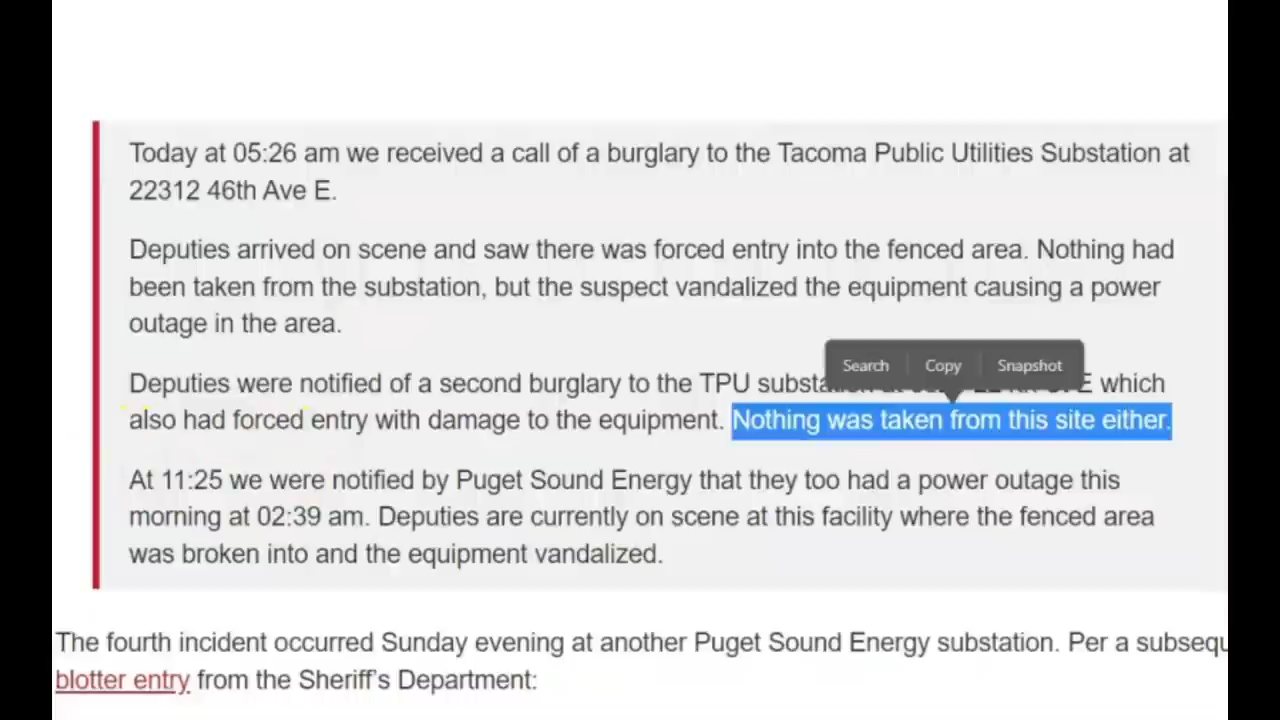 Today at 05:26 am we received a call of a burglary to the Tacoma Public Utilities Substation at
22312 46th Ave E.
Deputies arrived on scene and saw there was forced entry into the fenced area. Nothing had
been taken from the substation, but the suspect vandalized the equipment causing a power
outage in the area.
Search Copy Snapshot
Deputies were notified of a second burglary to the TPU which
also had forced entry with damage to the equipment. Nothing was taken from this site either.
At 11:25 we were notified by Puget Sound Energy that they too had a power outage this
morning at 02:39 am. Deputies are currently on scene at this facility where the fenced area
was broken into and the equipment vandalized.
The fourth incident occurred Sunday evening at another Puget Sound Energy substation. Per a subsequ
blotter entry from the Sheriff's Department: